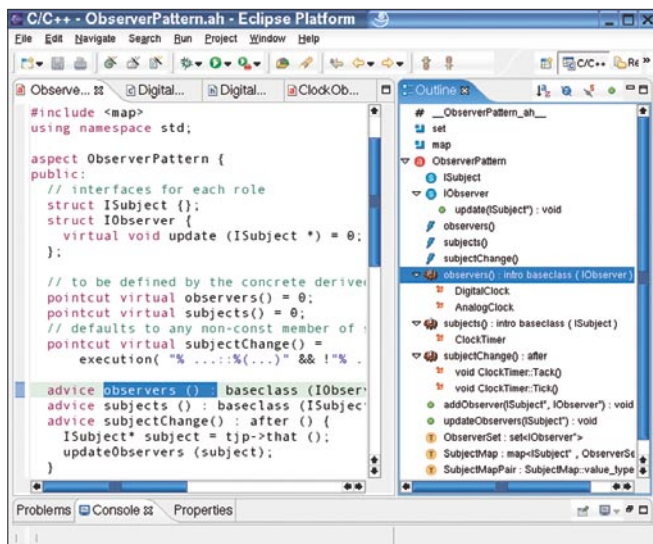 C/C++ - ObserverPattern.ah - Eclipse Platform
File Edit Navigate Search Run Project Window Help
C/C++ Re »
Observe... Digital... Digital... ClockOb...
#include <map>
using namespace std;
aspect ObserverPattern {
public:
// interfaces for each role
struct ISubject {};
struct IObserver {
virtual void update (ISubject *) = 0;
};
// to be defined by the concrete derive
pointcut virtual observers() = 0;
pointcut virtual subjects() = 0;
// defaults to any non-const member of
pointcut virtual subjectChange() =
execution( "% ...::%(...)" && !"% .
advice observers () : baseclass (IObser
advice subjects () : baseclass (ISubjec
advice subjectChange() : after () {
ISubject* subject = tjp->that ();
updateObservers (subject);
}
Outline
# __ObserverPattern_ah__
set
map
ObserverPattern
ISubject
IObserver
update(ISubject*) : void
observers()
subjects()
subjectChange()
observers() : intro baseclass ( IObserver )
DigitalClock
AnalogClock
subjects() : intro baseclass ( ISubject )
ClockTimer
subjectChange() : after
void ClockTimer::Tack()
void ClockTimer::Tick()
addObserver(ISubject*, IObserver*) : void
updateObservers(ISubject*) : void
ObserverSet : set<IObserver*>
SubjectMap : map<ISubject* , ObserverSe
SubjectMapPair : SubjectMap::value_type
Problems Console Properties